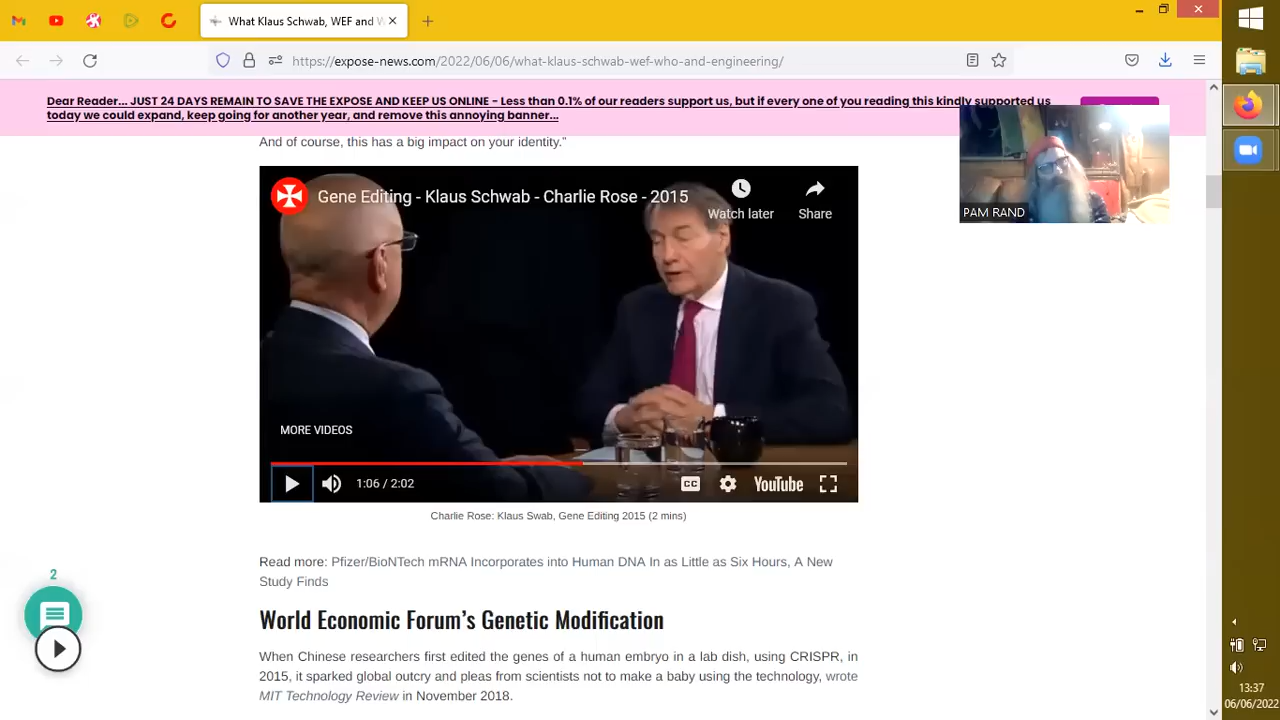 What Klaus Schwab, WEF and W
https://expose-news.com/2022/06/06/what-klaus-schwab-wef-who-and-engineering/
Dear Reader... JUST 24 DAYS REMAIN TO SAVE THE EXPOSE AND KEEP US ONLINE - Less than 0.1% of our readers support us, but if every one of you reading this kindly supported us
today we could expand, keep going for another year, and remove this annoying banner...
And of course, this has a big impact on your identity."
Gene Editing - Klaus Schwab - Charlie Rose - 2015
Watch later
Share
PAM RAND
MORE VIDEOS
1:06 / 2:02
CC
YouTube
Charlie Rose: Klaus Swab, Gene Editing 2015 (2 mins)
2
Read more: Pfizer/BioNTech mRNA Incorporates into Human DNA In as Little as Six Hours, A New
Study Finds
World Economic Forum's Genetic Modification
When Chinese researchers first edited the genes of a human embryo in a lab dish, using CRISPR, in
2015, it sparked global outcry and pleas from scientists not to make a baby using the technology, wrote
MIT Technology Review in November 2018.
13:37
06/06/2022